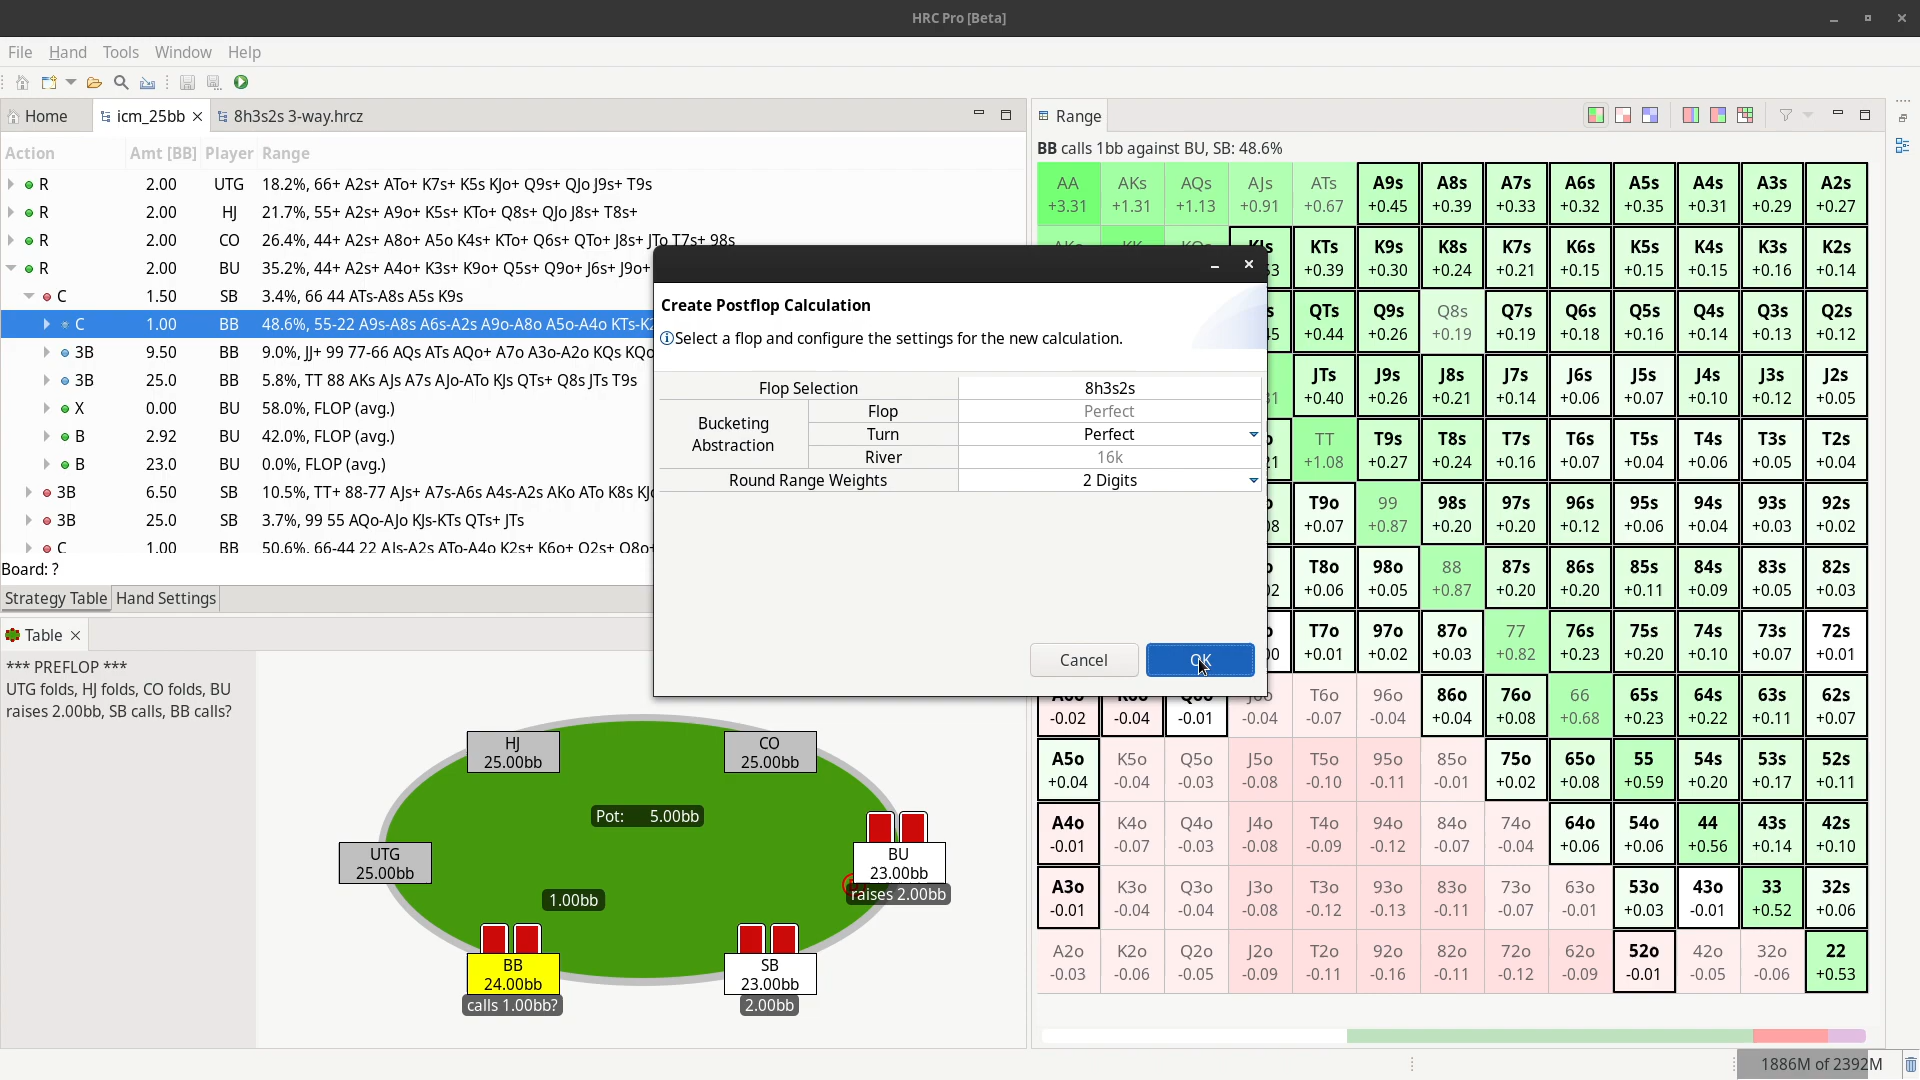 HRC Pro [Beta]
File Hand Tools Window Help
Home icm_25bb 8h3s2s 3-way.hrcz
Action Amt [BB] Player Range
R 2.00 UTG 18.2%, 66+ A2s+ ATo+ K7s+ K5s KJo+ Q9s+ QJo J9s+ T9s
R 2.00 HJ 21.7%, 55+ A2s+ A9o+ K5s+ KTo+ Q8s+ QJo J8s+ T8s+
R 2.00 CO 26.4%, 44+ A2s+ A8o+ A5o K4s+ KTo+ Q6s+ QTo+ J8s+ JTo T7s+ 98s
R 2.00 BU 35.2%, 44+ A2s+ A4o+ K3s+ K9o+ Q5s+ Q9o+ J6s+ J9o+
C 1.50 SB 3.4%, 66 44 ATs-A8s A5s K9s
C 1.00 BB 48.6%, 55-22 A9s-A8s A6s-A2s A9o-A8o A5o-A4o KTs-K2
3B 9.50 BB 9.0%, JJ+ 99 77-66 AQs ATs AQo+ A7o A3o-A2o KQs KQo
3B 25.0 BB 5.8%, TT 88 AKs AJs A7s AJo-ATo KJs QTs+ Q8s JTs T9s
X 0.00 BU 58.0%, FLOP (avg.)
B 2.92 BU 42.0%, FLOP (avg.)
B 23.0 BU 0.0%, FLOP (avg.)
3B 6.50 SB 10.5%, TT+ 88-77 AJs+ A7s-A6s A4s-A2s AKo ATo K8s KJ
3B 25.0 SB 3.7%, 99 55 AQo-AJo KJs-KTs QTs+ JTs
C 1.00 BB 50.6%, 66-44 22 AJs-A2s ATo-A4o K2s+ K6o+ Q2s+ Q8o+
Board: ?
Strategy Table Hand Settings
Table
*** PREFLOP ***
UTG folds, HJ folds, CO folds, BU
raises 2.00bb, SB calls, BB calls?
HJ
25.00bb
CO
25.00bb
Pot: 5.00bb
UTG
25.00bb
BU
23.00bb
raises 2.00bb
1.00bb
BB
24.00bb
calls 1.00bb?
SB
23.00bb
2.00bb
Create Postflop Calculation
Select a flop and configure the settings for the new calculation.
Flop Selection 8h3s2s
Bucketing Abstraction
Flop Perfect
Turn Perfect
River 16k
Round Range Weights 2 Digits
Cancel OK
Range
BB calls 1bb against BU, SB: 48.6%
AA AKs AQs AJs ATs A9s A8s A7s A6s A5s A4s A3s A2s
+3.31 +1.31 +1.13 +0.91 +0.67 +0.45 +0.39 +0.33 +0.32 +0.35 +0.31 +0.29 +0.27
AKo KK KQs KJs KTs K9s K8s K7s K6s K5s K4s K3s K2s
53 +0.39 +0.30 +0.24 +0.21 +0.15 +0.15 +0.15 +0.16 +0.14
QTs Q9s Q8s Q7s Q6s Q5s Q4s Q3s Q2s
+0.44 +0.26 +0.19 +0.19 +0.18 +0.16 +0.14 +0.13 +0.12
JTs J9s J8s J7s J6s J5s J4s J3s J2s
+0.40 +0.26 +0.21 +0.14 +0.06 +0.07 +0.10 +0.12 +0.05
TT T9s T8s T7s T6s T5s T4s T3s T2s
21 +1.08 +0.27 +0.24 +0.16 +0.07 +0.04 +0.06 +0.05 +0.04
T9o 99 98s 97s 96s 95s 94s 93s 92s
+0.07 +0.87 +0.20 +0.20 +0.12 +0.06 +0.04 +0.03 +0.02
T8o 98o 88 87s 86s 85s 84s 83s 82s
+0.06 +0.05 +0.87 +0.20 +0.20 +0.11 +0.09 +0.05 +0.03
T7o 97o 87o 77 76s 75s 74s 73s 72s
+0.01 +0.02 +0.03 +0.82 +0.23 +0.20 +0.10 +0.07 +0.01
A6o K6o Q6o J6o T6o 96o 86o 76o 66 65s 64s 63s 62s
-0.02 -0.04 -0.01 -0.04 -0.07 -0.04 +0.04 +0.08 +0.68 +0.23 +0.22 +0.11 +0.07
A5o K5o Q5o J5o T5o 95o 85o 75o 65o 55 54s 53s 52s
+0.04 -0.04 -0.03 -0.08 -0.10 -0.11 -0.01 +0.02 +0.08 +0.59 +0.20 +0.17 +0.11
A4o K4o Q4o J4o T4o 94o 84o 74o 64o 54o 44 43s 42s
-0.01 -0.07 -0.03 -0.08 -0.09 -0.12 -0.07 -0.04 +0.06 +0.06 +0.56 +0.14 +0.10
A3o K3o Q3o J3o T3o 93o 83o 73o 63o 53o 43o 33 32s
-0.01 -0.04 -0.04 -0.08 -0.12 -0.13 -0.11 -0.07 -0.01 +0.03 -0.01 +0.52 +0.06
A2o K2o Q2o J2o T2o 92o 82o 72o 62o 52o 42o 32o 22
-0.03 -0.06 -0.05 -0.09 -0.11 -0.16 -0.11 -0.12 -0.09 -0.01 -0.05 -0.06 +0.53
1886M of 2392M